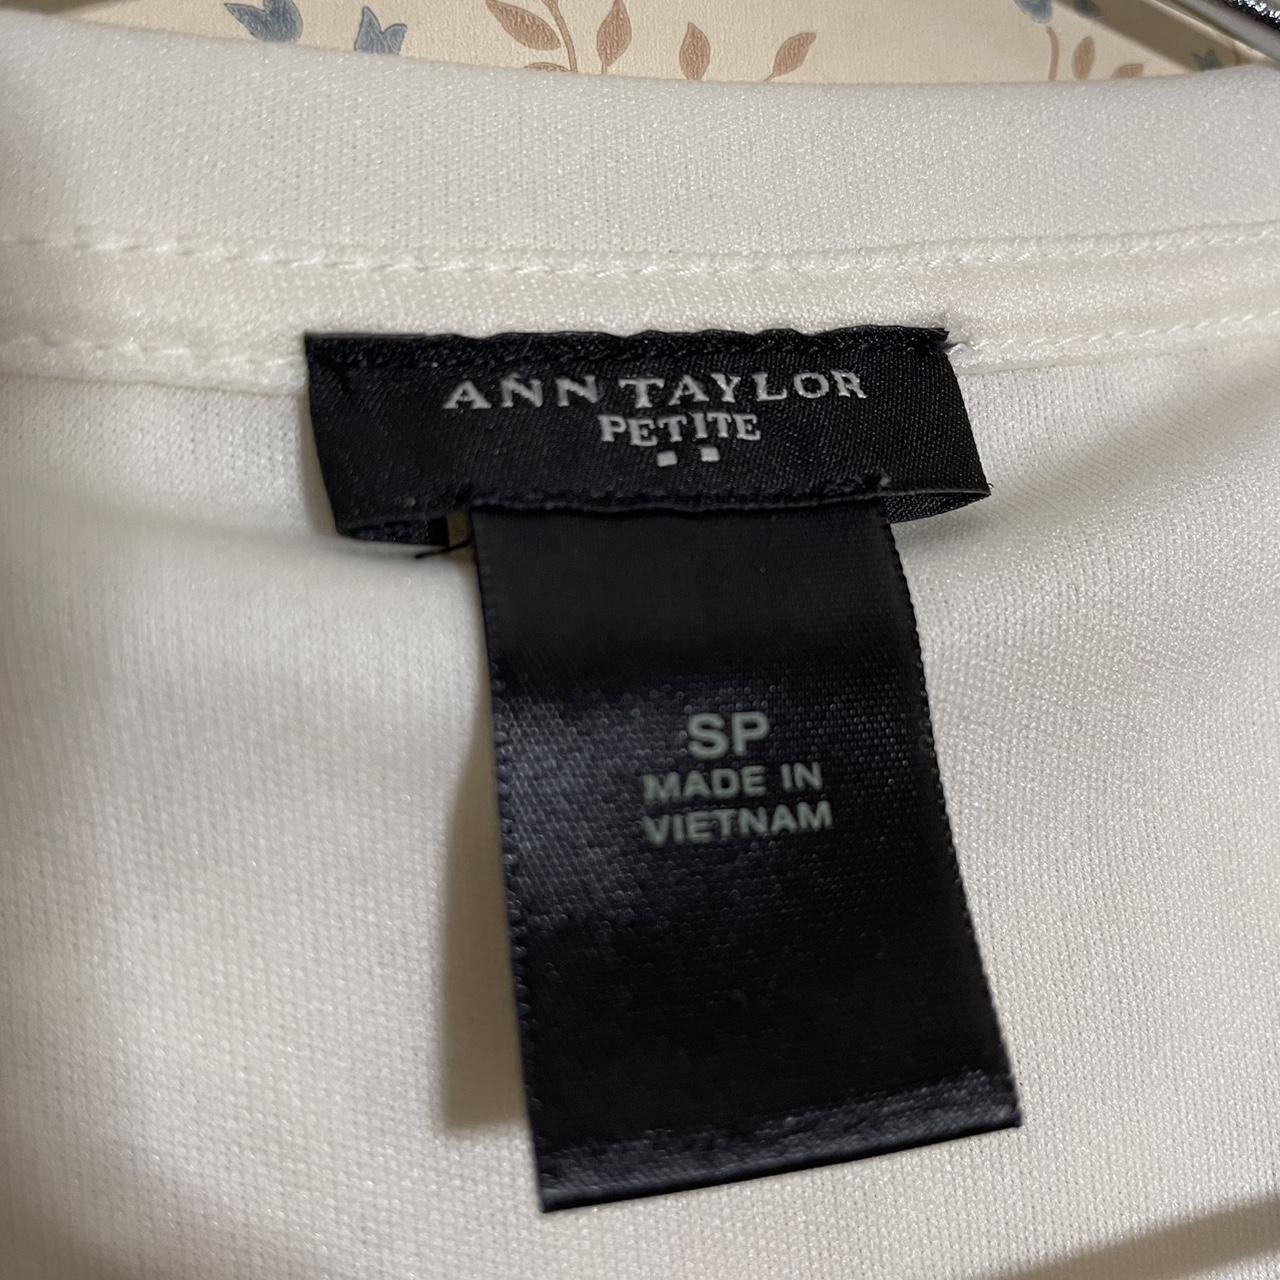 ANN TAYLOR
PETITE
SP
MADE IN
VIETNAM